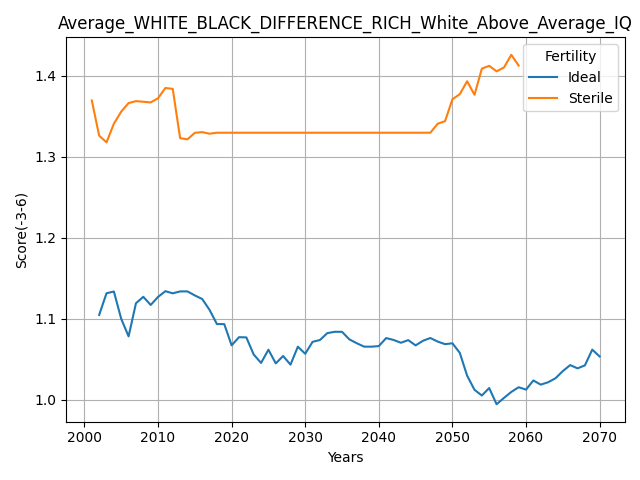 Average_WHITE_BLACK_DIFFERENCE_RICH_White_Above_Average_IQ
Fertility
Ideal
Sterile
Score(-3-6)
1.4
1.3
1.2
1.1
1.0
2000 2010 2020 2030 2040 2050 2060 2070
Years